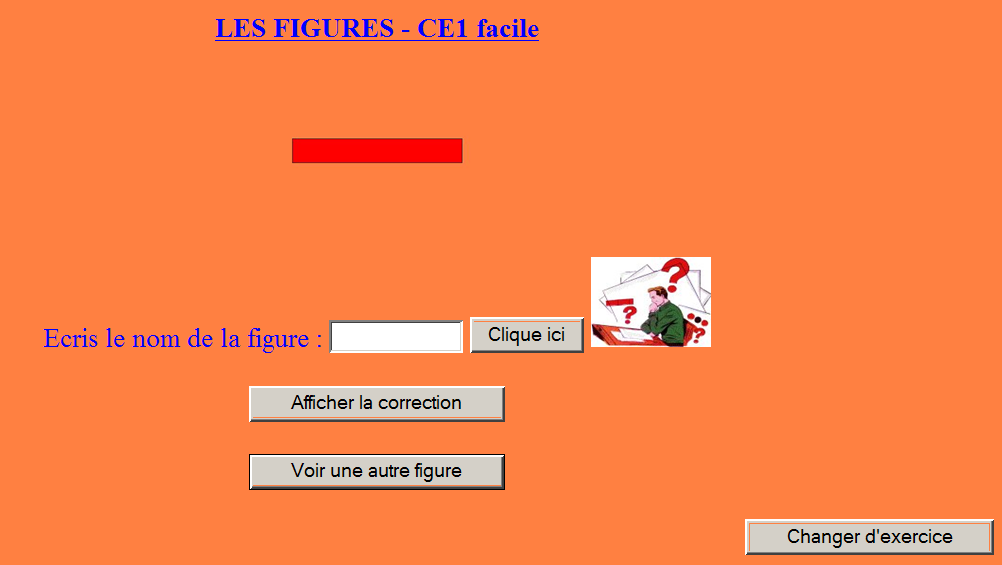 LES FIGURES - CE1 facile
Ecris le nom de la figure :
Clique ici
Afficher la correction
Voir une autre figure
Changer d'exercice